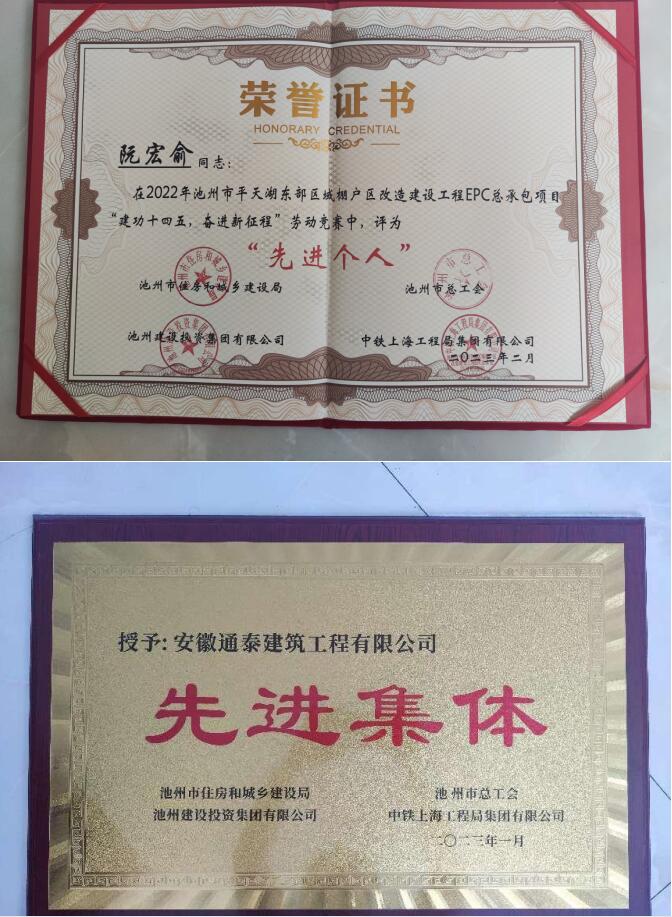 荣誉证书
HONORARY CREDENTIAL
阮宏俞同志：
在2022年池州市平天湖东部区域棚户区改造建设工程EPC总承包项目
“建功十四五，奋进新征程”劳动竞赛中，评为
“先进个人”
池州市住房和城乡建设局 池州市总工会
池州建设投资集团有限公司 中铁上海工程局集团有限公司
二〇二三年二月
授予：安徽通泰建筑工程有限公司
先进集体
池州市住房和城乡建设局 池州市总工会
池州建设投资集团有限公司 中铁上海工程局集团有限公司
二〇二三年一月